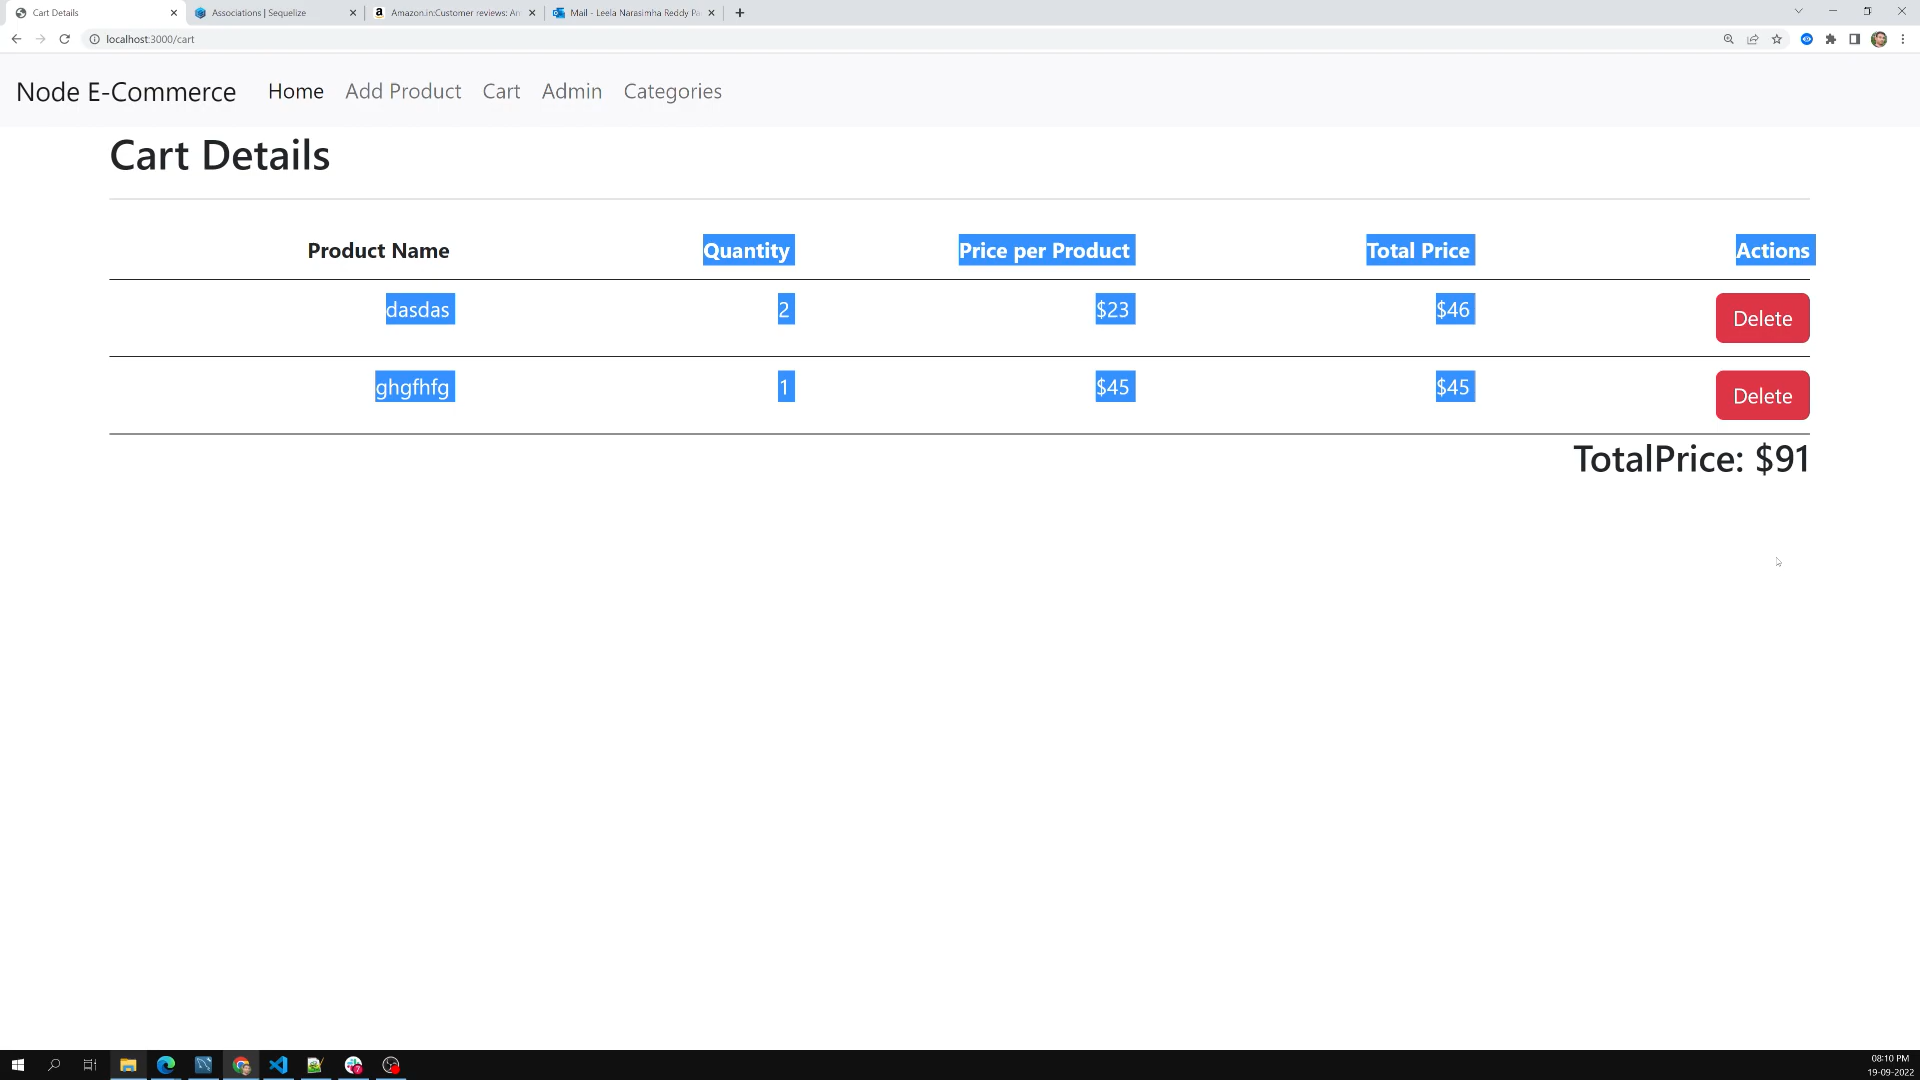 Cart Details
Associations | Sequelize
Amazon.in:Customer reviews: An
Mail - Leela Narasimha Reddy Pa
localhost:3000/cart
Node E-Commerce Home Add Product Cart Admin Categories
Cart Details
Product Name Quantity Price per Product Total Price Actions
dasdas 2 $23 $46 Delete
ghgfhfg 1 $45 $45 Delete
TotalPrice: $91
08:10 PM
19-09-2022